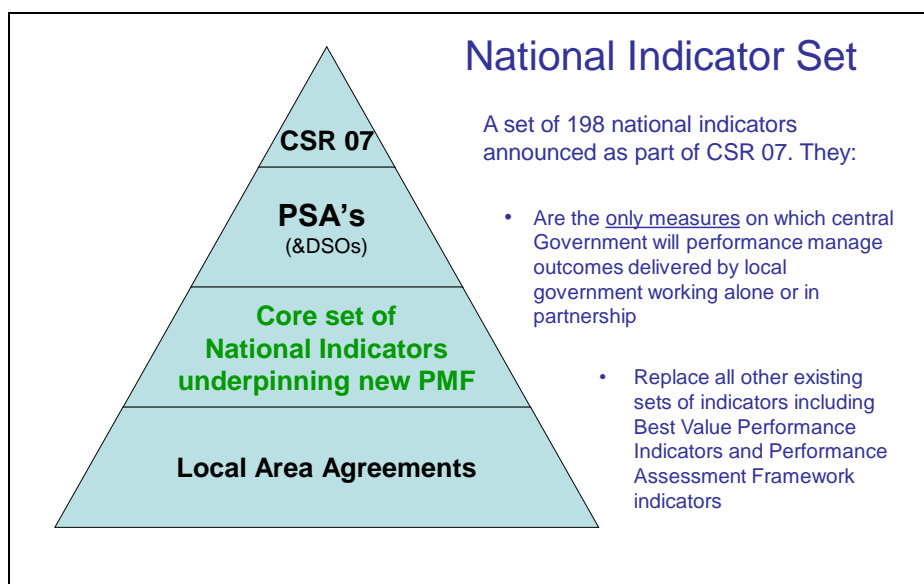 National Indicator Set
CSR 07
PSA's
(&DSOs)
Core set of
National Indicators
underpinning new PMF
Local Area Agreements
A set of 198 national indicators
announced as part of CSR 07. They:
• Are the only measures on which central
Government will performance manage
outcomes delivered by local
government working alone or in
partnership
• Replace all other existing
sets of indicators including
Best Value Performance
Indicators and Performance
Assessment Framework
indicators